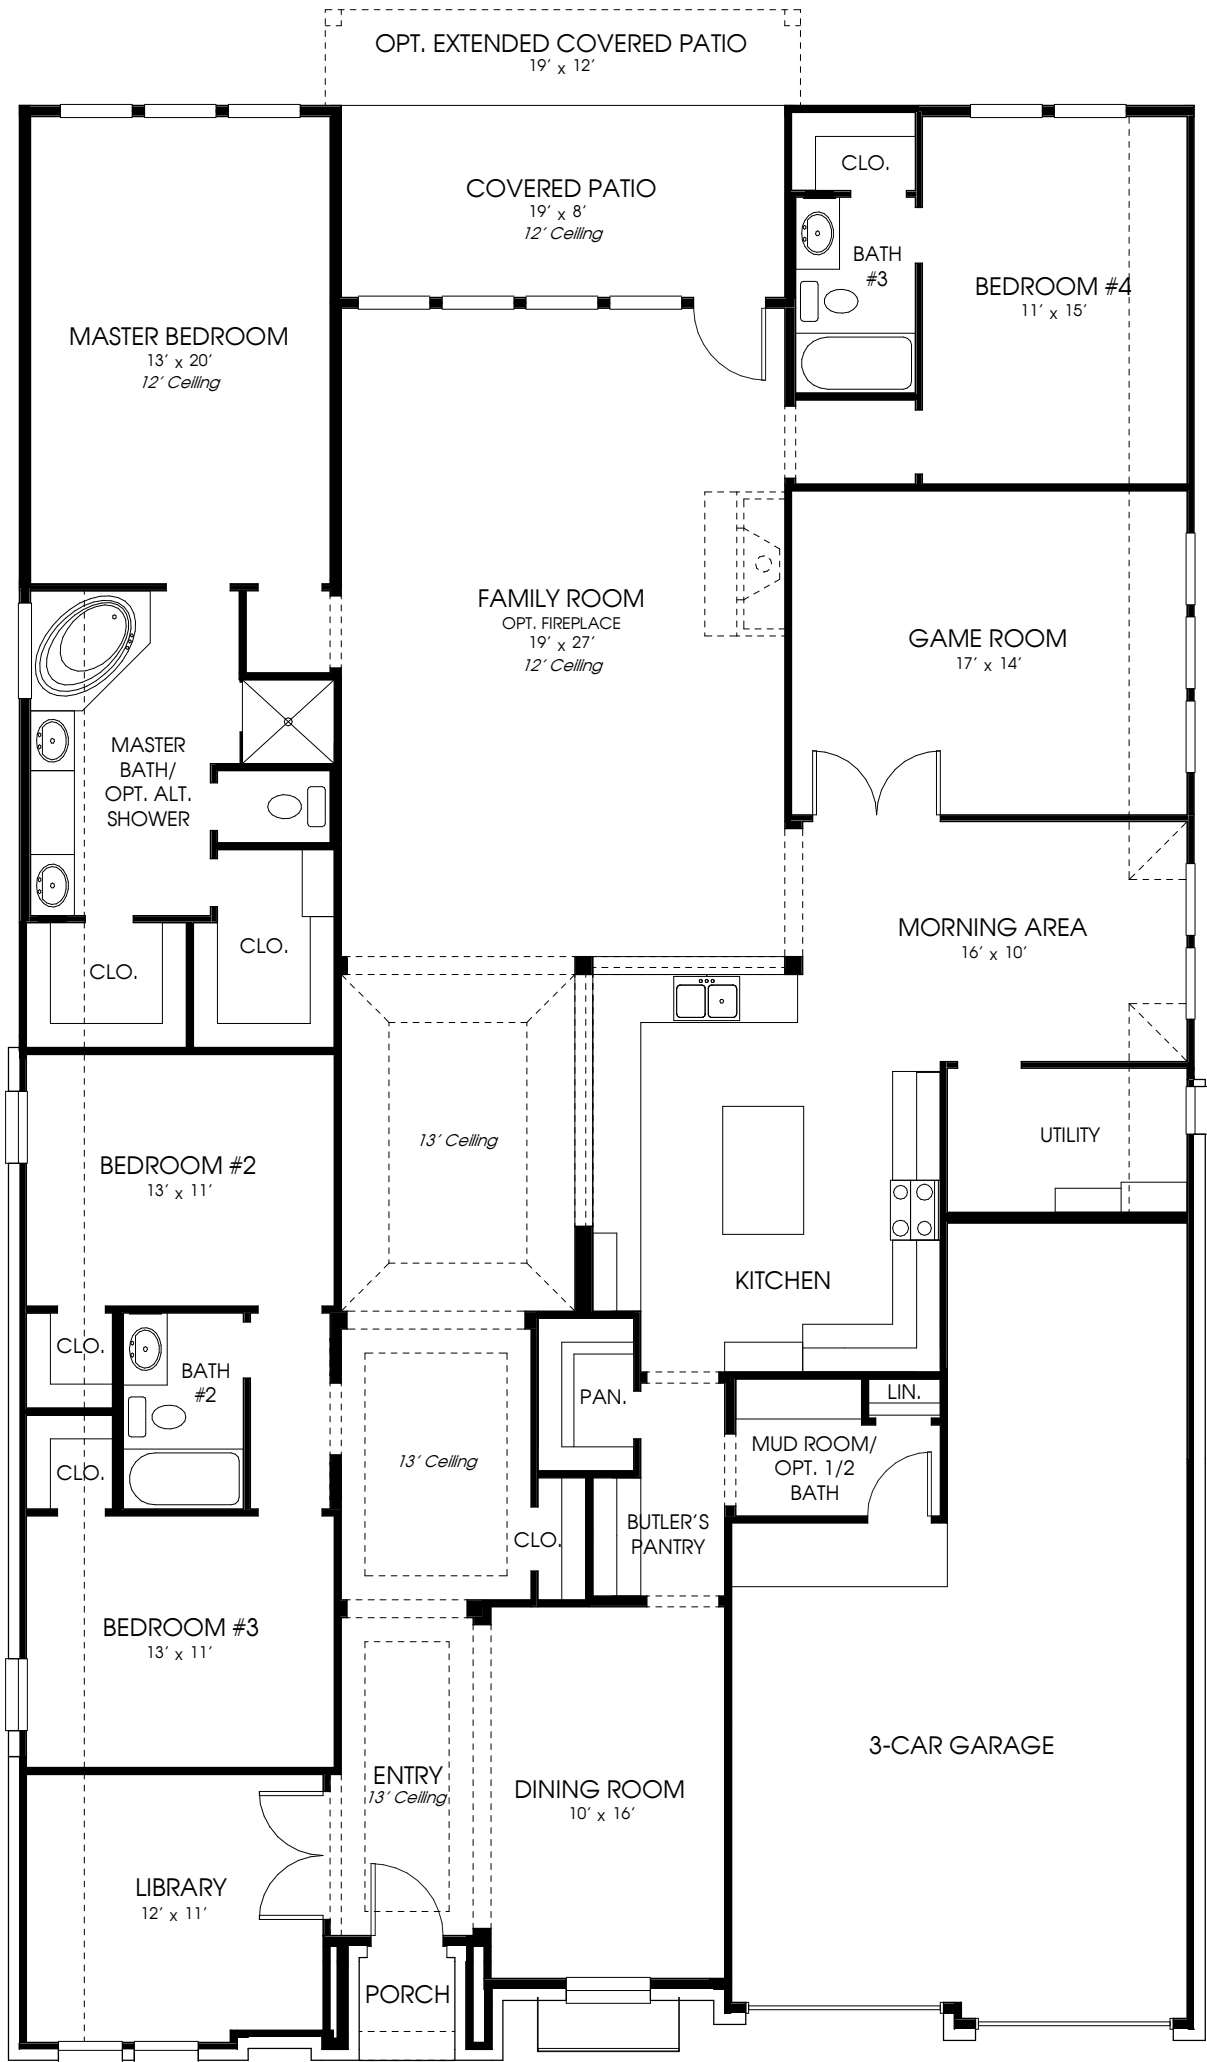 OPT. EXTENDED COVERED PATIO
19' x 12'
COVERED PATIO
19' x 8'
12' Ceiling
CLO.
BATH
#3
BEDROOM #4
11' x 15'
MASTER BEDROOM
13' x 20'
12' Ceiling
FAMILY ROOM
OPT. FIREPLACE
19' x 27'
12' Ceiling
GAME ROOM
17' x 14'
MASTER
BATH/
OPT. ALT.
SHOWER
CLO.
CLO.
MORNING AREA
16' x 10'
13' Ceiling
UTILITY
BEDROOM #2
13' x 11'
KITCHEN
CLO.
BATH
#2
CLO.
PAN.
LIN.
13' Ceiling
MUD ROOM/
OPT. 1/2
BATH
CLO.
BUTLER'S
PANTRY
BEDROOM #3
13' x 11'
3-CAR GARAGE
ENTRY
13' Ceiling
DINING ROOM
10' x 16'
LIBRARY
12' x 11'
PORCH